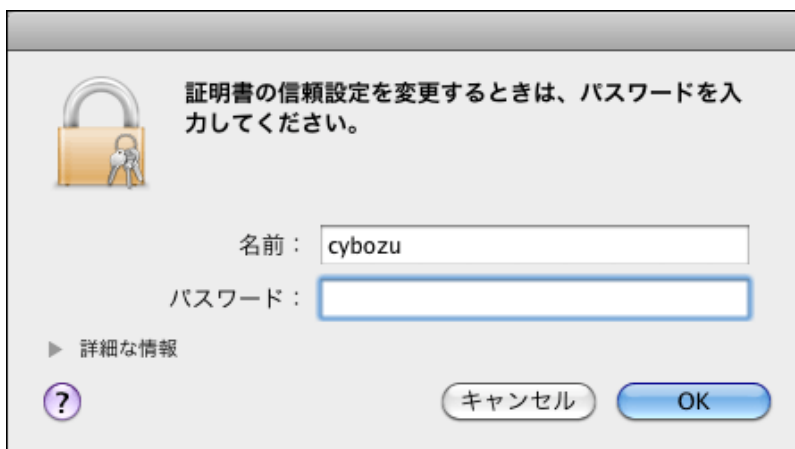 証明書の信頼設定を変更するときは、パスワードを入
力してください。
名前： cybozu
パスワード：
詳細な情報
? キャンセル OK